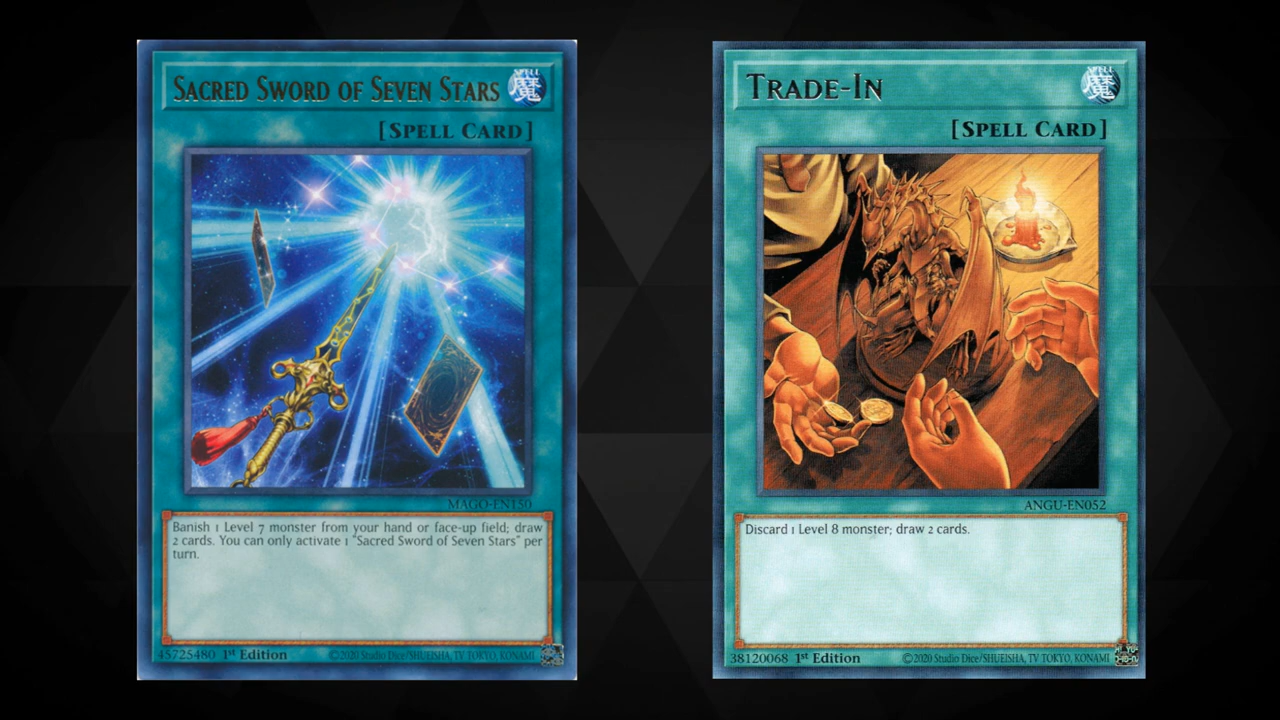 SACRED SWORD OF SEVEN STARS
SPELL
魔
[SPELL CARD]
MAGO-EN150
Banish 1 Level 7 monster from your hand or face-up field; draw
2 cards. You can only activate 1 "Sacred Sword of Seven Stars" per
turn.
45725480 1st Edition ©2020 Studio Dice/SHUEISHA, TV TOKYO, KONAMI
TRADE-IN
SPELL
魔
[SPELL CARD]
ANGU-EN052
Discard 1 Level 8 monster; draw 2 cards.
38120068 1st Edition ©2020 Studio Dice/SHUEISHA, TV TOKYO, KONAMI